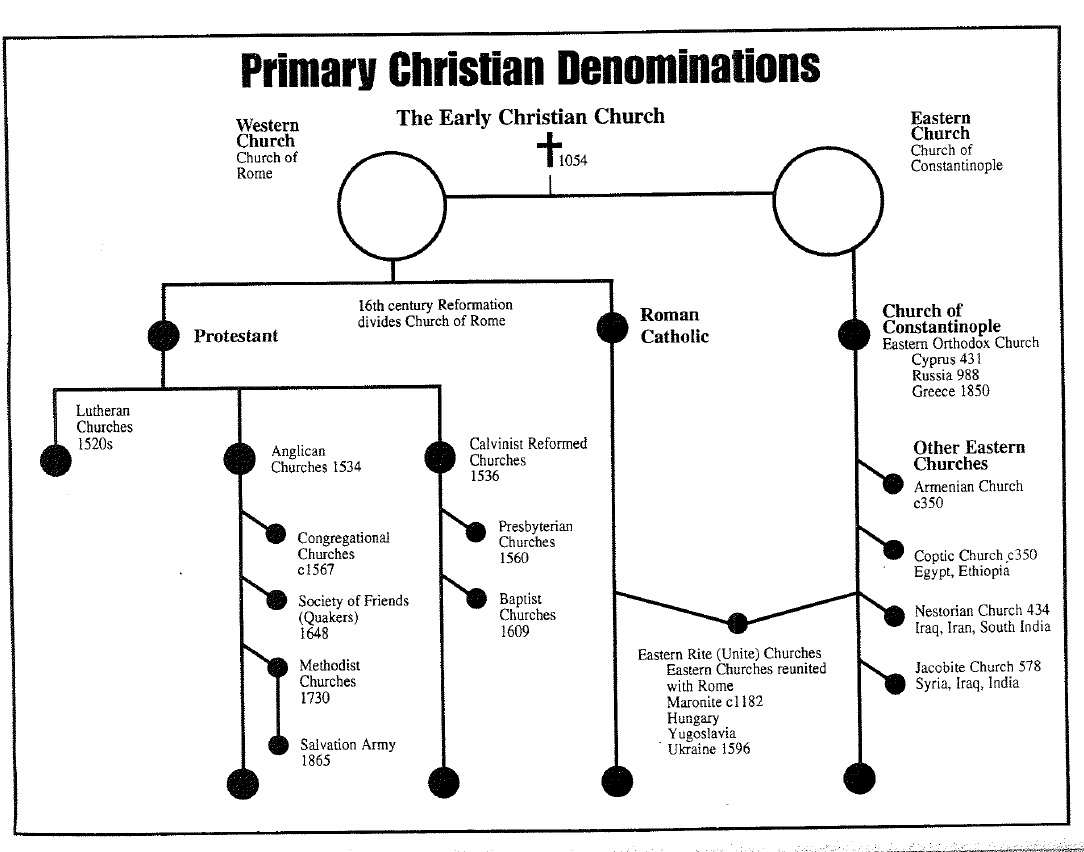 Primary Christian Denominations
The Early Christian Church
1054
Western
Church
Church of
Rome
Eastern
Church
Church of
Constantinople
16th century Reformation
divides Church of Rome
Protestant
Roman
Catholic
Church of
Constantinople
Eastern Orthodox Church
Cyprus 431
Russia 988
Greece 1850
Lutheran
Churches
1520s
Anglican
Churches 1534
Calvinist Reformed
Churches
1536
Other Eastern
Churches
Armenian Church
c350
Congregational
Churches
c1567
Presbyterian
Churches
1560
Coptic Church c350
Egypt, Ethiopia
Society of Friends
(Quakers)
1648
Baptist
Churches
1609
Nestorian Church 434
Iraq, Iran, South India
Methodist
Churches
1730
Eastern Rite (Unite) Churches
Eastern Churches reunited
with Rome
Maronite c1182
Hungary
Yugoslavia
Ukraine 1596
Jacobite Church 578
Syria, Iraq, India
Salvation Army
1865